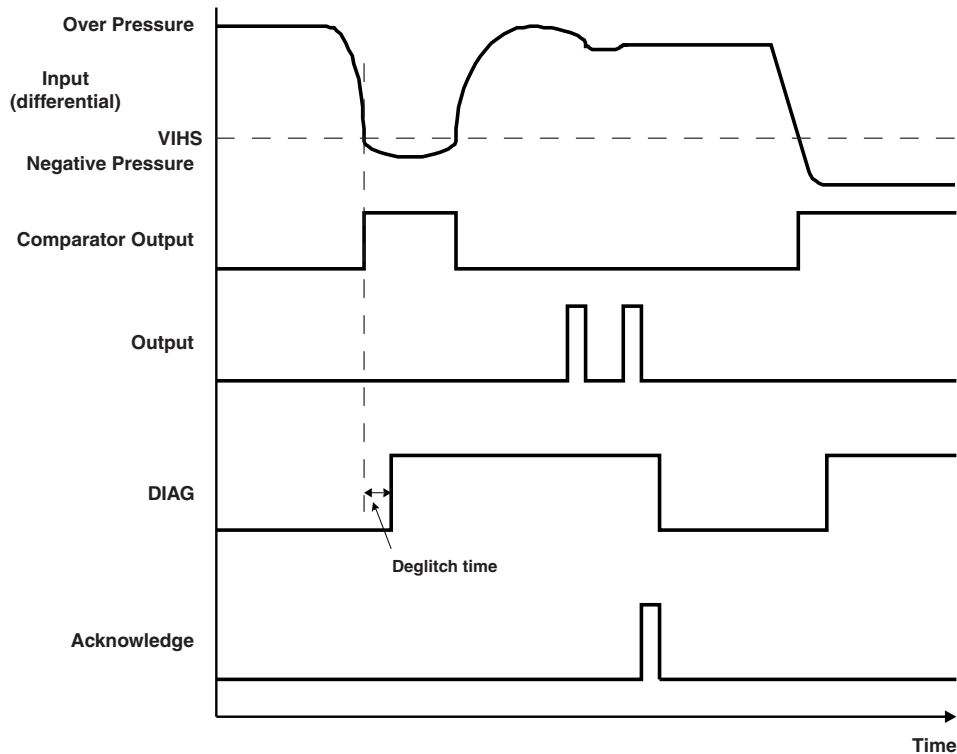 Over Pressure
Input
(differential)
VIHS
Negative Pressure
Comparator Output
Output
DIAG
Deglitch time
Acknowledge
Time